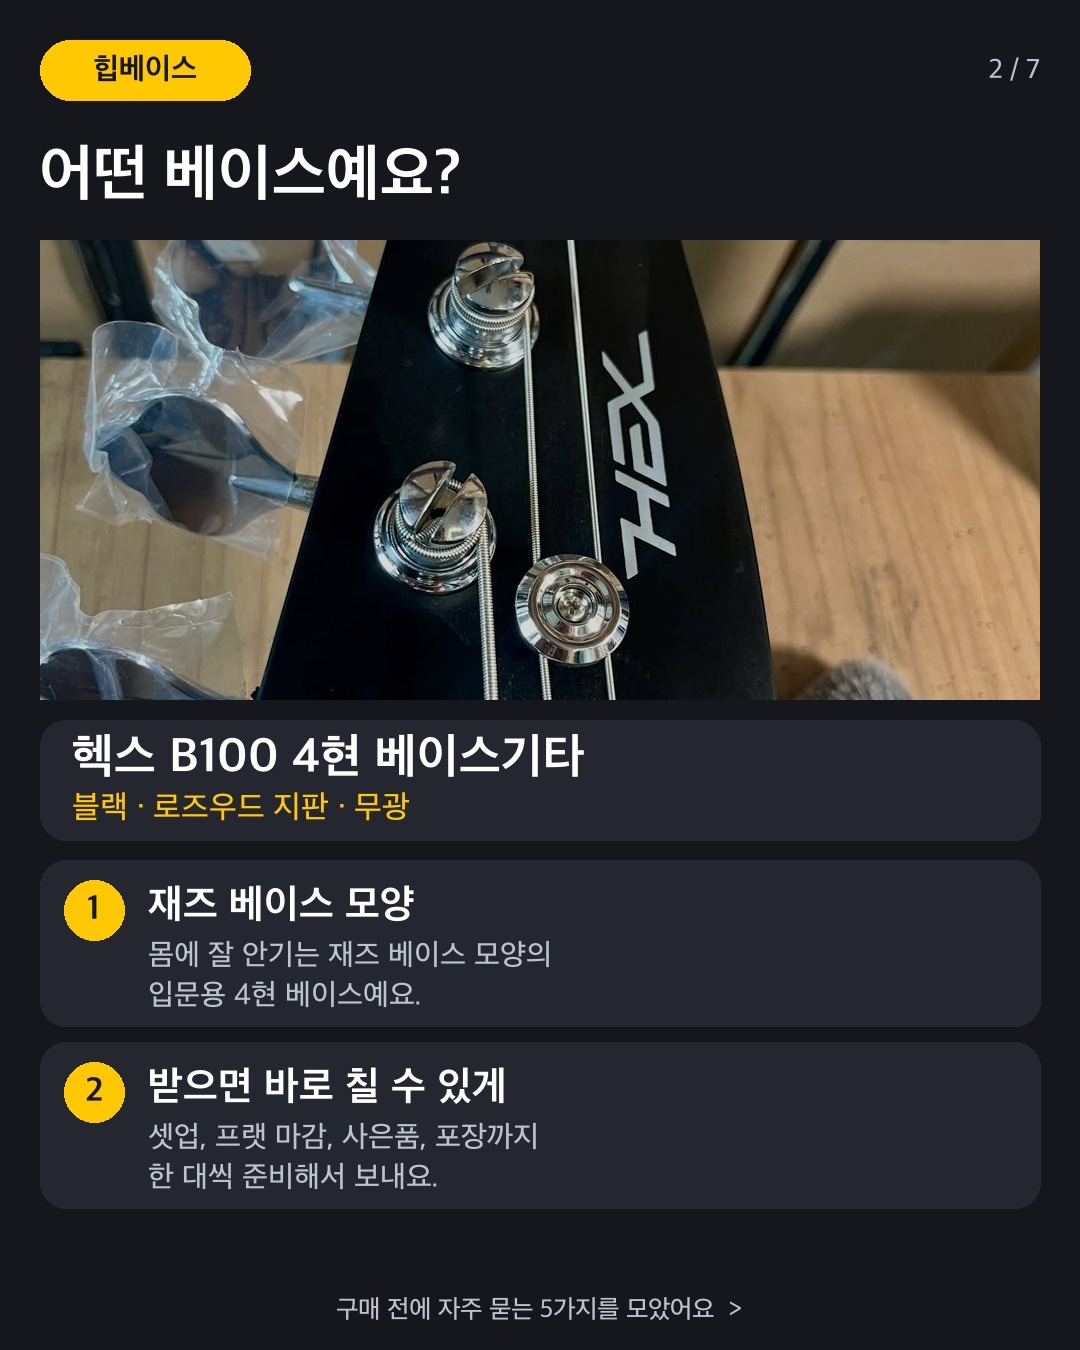 힙베이스
2 / 7
어떤 베이스예요?
HEX
헥스 B100 4현 베이스기타
블랙 · 로즈우드 지판 · 무광
1
재즈 베이스 모양
몸에 잘 안기는 재즈 베이스 모양의
입문용 4현 베이스예요.
2
받으면 바로 칠 수 있게
셋업, 프랫 마감, 사은품, 포장까지
한 대씩 준비해서 보내요.
구매 전에 자주 묻는 5가지를 모았어요 >